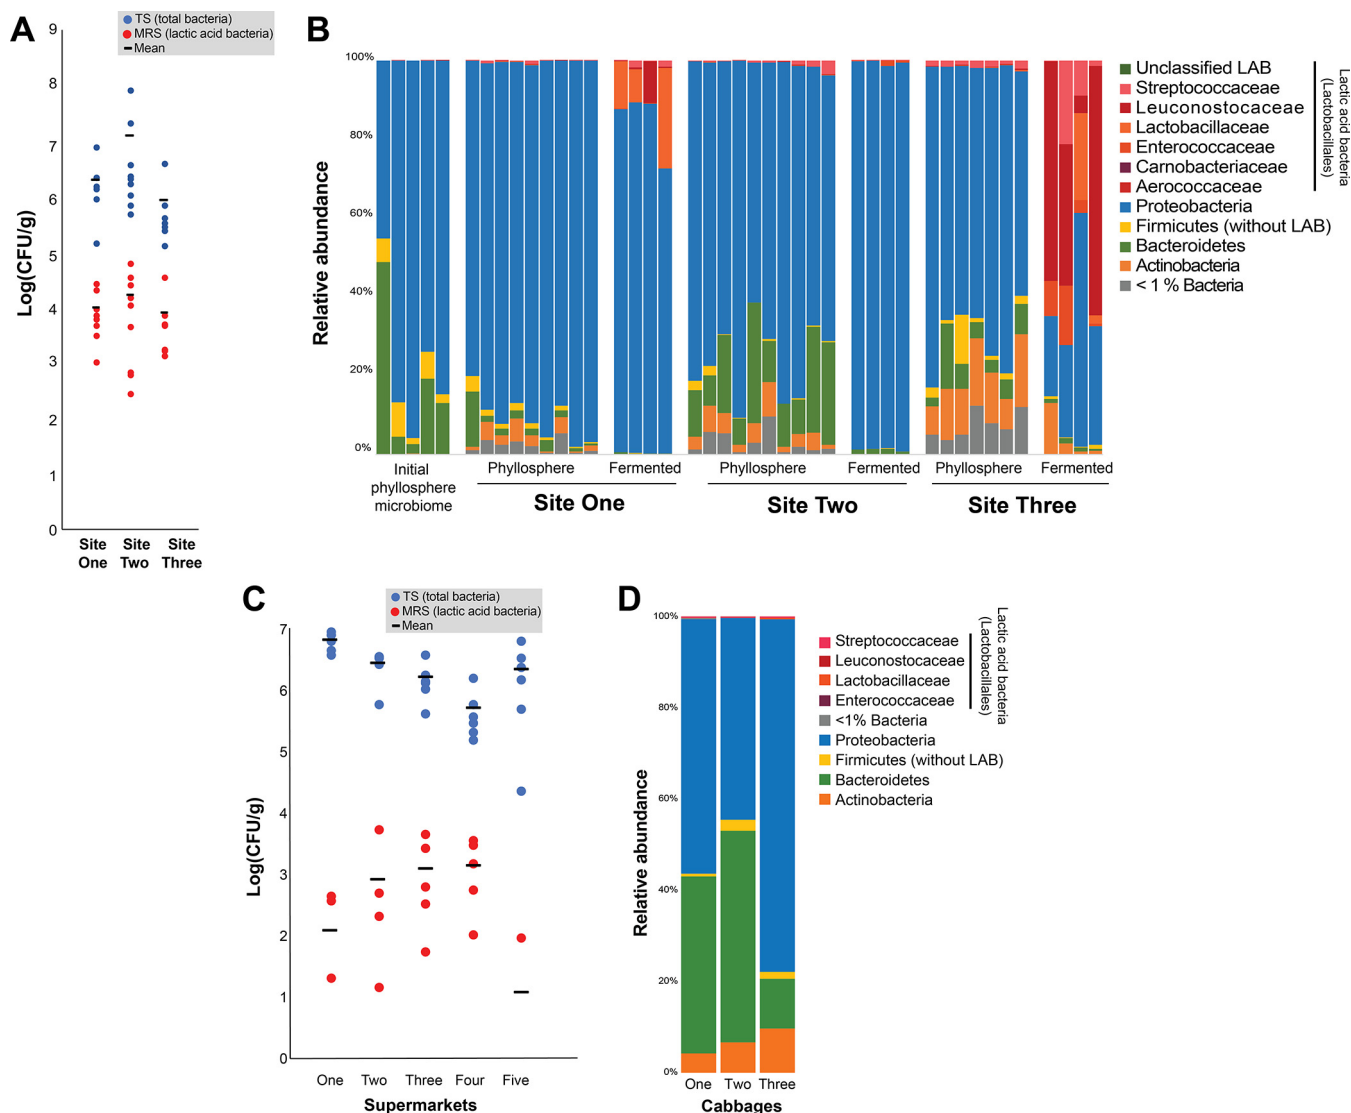 A
TS (total bacteria)
MRS (lactic acid bacteria)
Mean
Log(CFU/g)
9
8
7
6
5
4
3
2
1
0
Site One
Site Two
Site Three
B
Relative abundance
100%
80%
60%
40%
20%
0%
Initial
phyllosphere
microbiome
Phyllosphere
Fermented
Site One
Phyllosphere
Fermented
Site Two
Phyllosphere
Fermented
Site Three
Unclassified LAB
Streptococcaceae
Leuconostocaceae
Lactobacillaceae
Enterococcaceae
Carnobacteriaceae
Aerococcaceae
Proteobacteria
Firmicutes (without LAB)
Bacteroidetes
Actinobacteria
< 1 % Bacteria
Lactic acid bacteria
(Lactobacillales)
C
TS (total bacteria)
MRS (lactic acid bacteria)
Mean
Log(CFU/g)
7
6
5
4
3
2
1
0
One
Two
Three
Four
Five
Supermarkets
D
Relative abundance
100%
80%
60%
40%
20%
0%
One
Two
Three
Cabbages
Streptococcaceae
Leuconostocaceae
Lactobacillaceae
Enterococcaceae
<1% Bacteria
Proteobacteria
Firmicutes (without LAB)
Bacteroidetes
Actinobacteria
Lactic acid bacteria
(Lactobacillales)